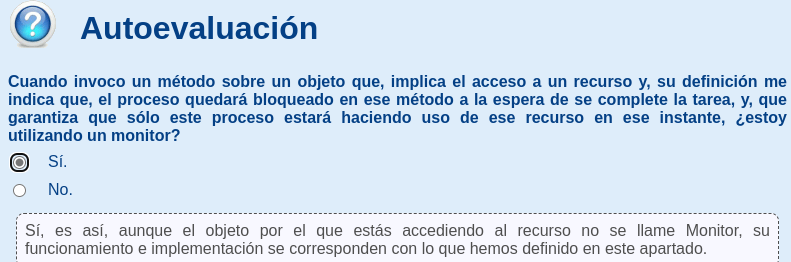 Autoevaluación
Cuando invoco un método sobre un objeto que, implica el acceso a un recurso y, su definición me
indica que, el proceso quedará bloqueado en ese método a la espera de se complete la tarea, y, que
garantiza que sólo este proceso estará haciendo uso de ese recurso en ese instante, ¿estoy
utilizando un monitor?
Sí.
No.
Sí, es así, aunque el objeto por el que estás accediendo al recurso no se llame Monitor, su
funcionamiento e implementación se corresponden con lo que hemos definido en este apartado.